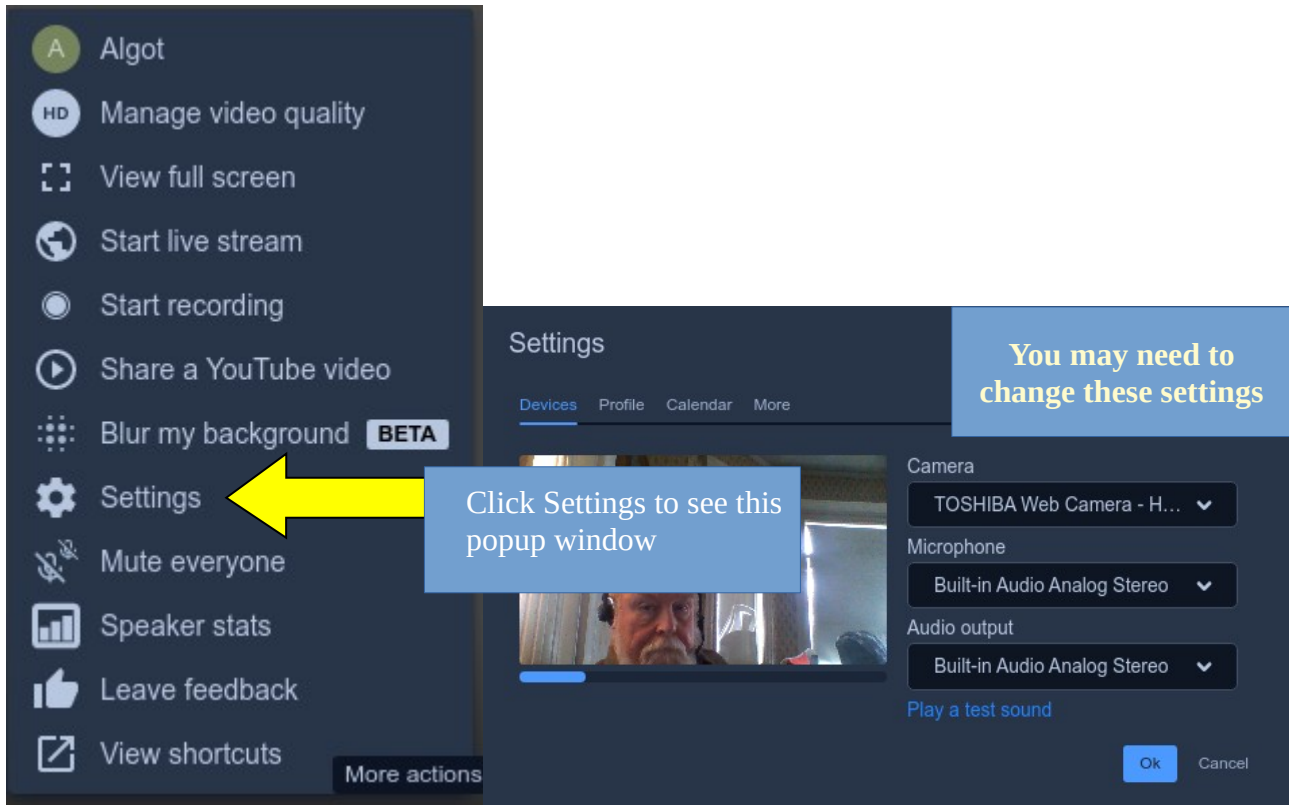 A Algot
HD Manage video quality
View full screen
Start live stream
Start recording
Share a YouTube video
Blur my background BETA
Settings
Mute everyone
Speaker stats
Leave feedback
View shortcuts
More actions
Click Settings to see this
popup window
Settings
You may need to
change these settings
Devices Profile Calendar More
Camera
TOSHIBA Web Camera - H...
Microphone
Built-in Audio Analog Stereo
Audio output
Built-in Audio Analog Stereo
Play a test sound
Ok Cancel